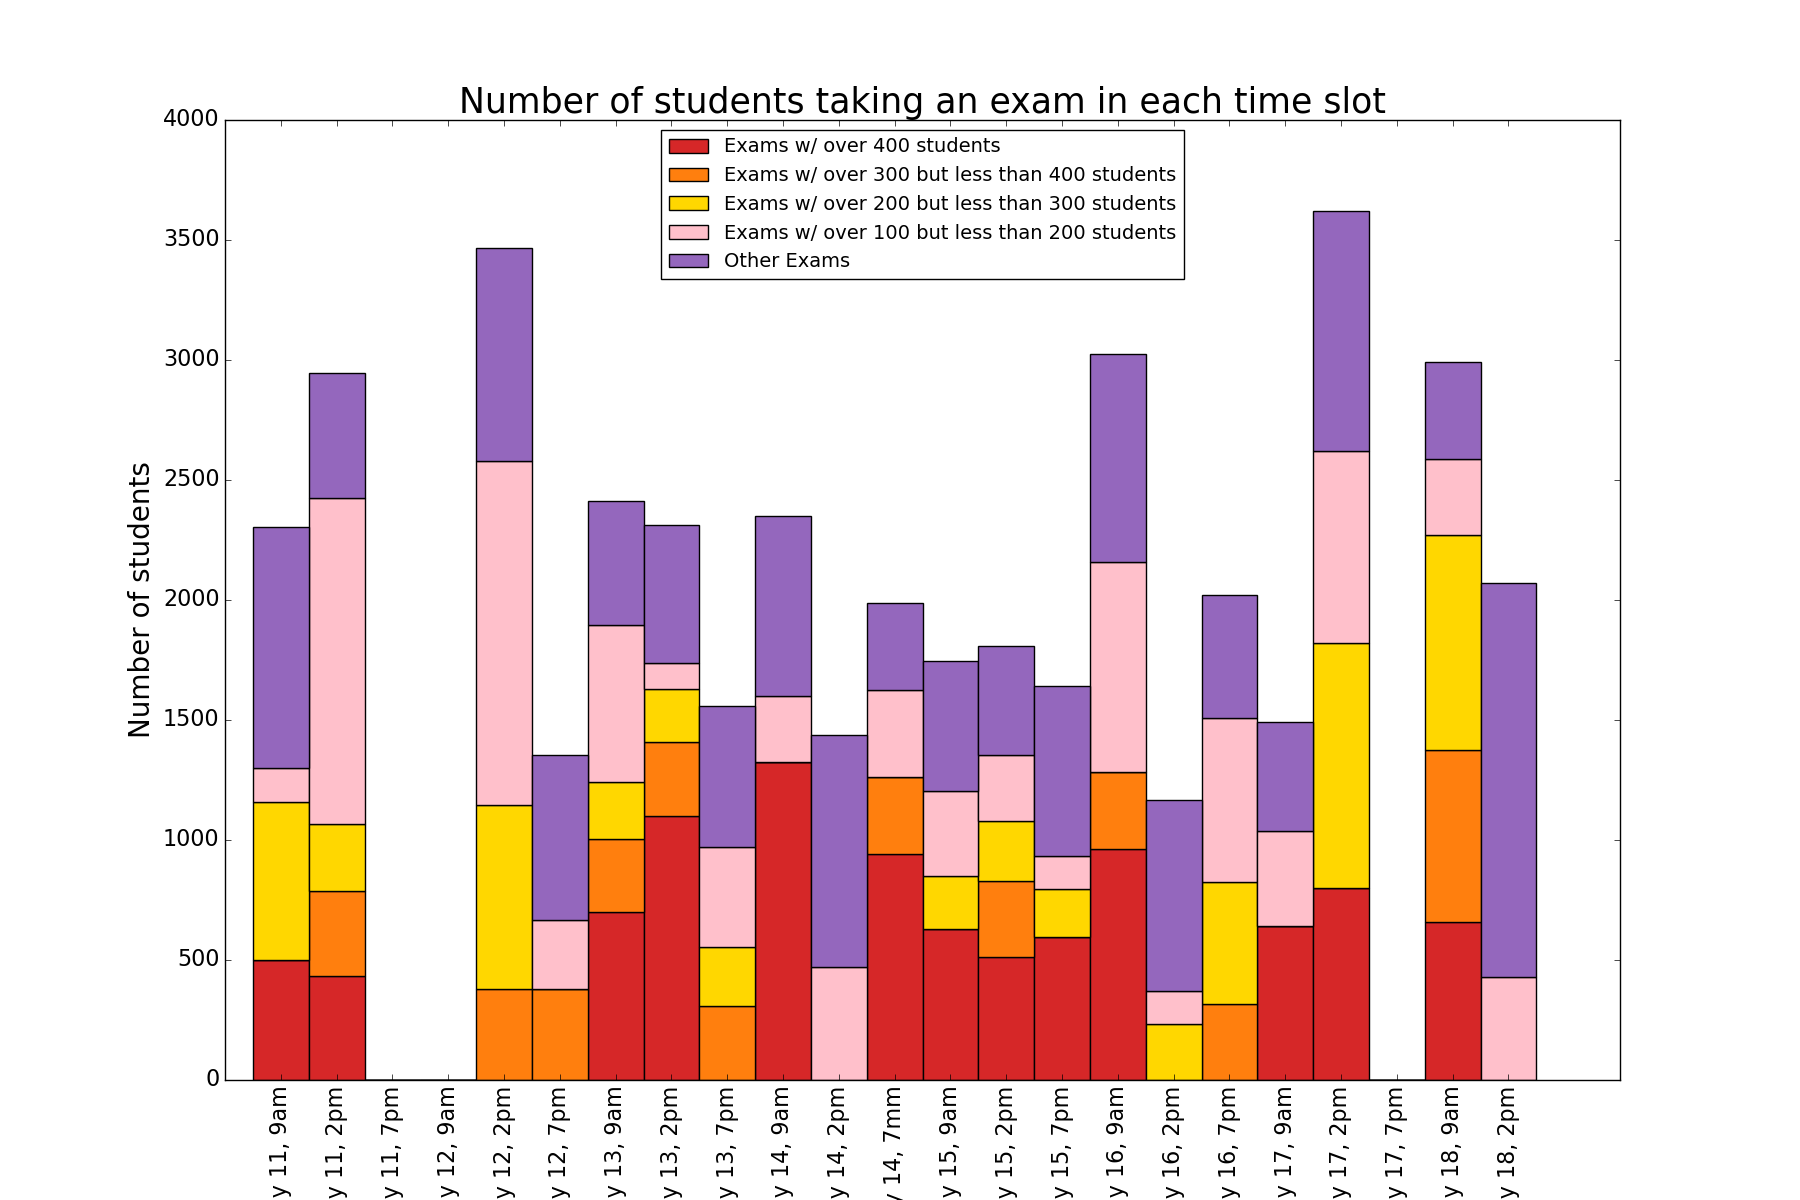 Number of students taking an exam in each time slot
Exams w/ over 400 students
Exams w/ over 300 but less than 400 students
Exams w/ over 200 but less than 300 students
Exams w/ over 100 but less than 200 students
Other Exams
Number of students
4000
3500
3000
2500
2000
1500
1000
500
0
y 11, 9am
y 11, 2pm
y 11, 7pm
y 12, 9am
y 12, 2pm
y 12, 7pm
y 13, 9am
y 13, 2pm
y 13, 7pm
y 14, 9am
y 14, 2pm
y 14, 7mm
y 15, 9am
y 15, 2pm
y 15, 7pm
y 16, 9am
y 16, 2pm
y 16, 7pm
y 17, 9am
y 17, 2pm
y 17, 7pm
y 18, 9am
y 18, 2pm